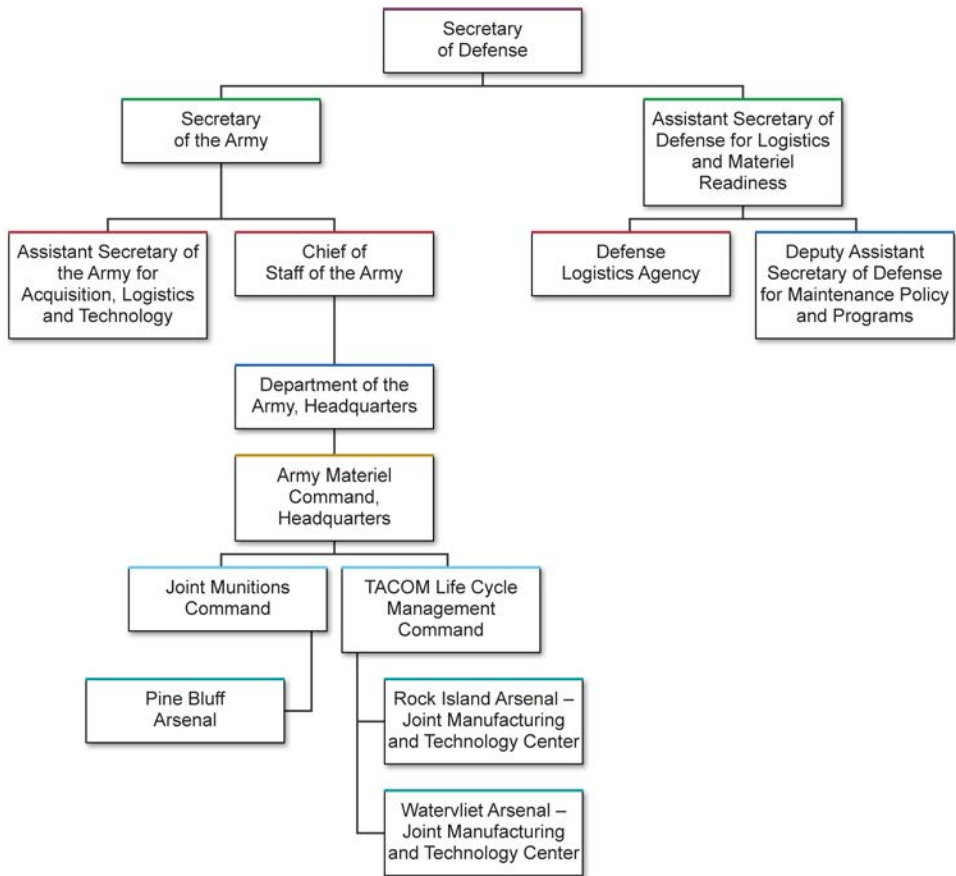 Secretary
of Defense
Secretary
of the Army
Assistant Secretary of
Defense for Logistics
and Materiel
Readiness
Assistant Secretary of
the Army for
Acquisition, Logistics
and Technology
Chief of
Staff of the Army
Defense
Logistics Agency
Deputy Assistant
Secretary of Defense
for Maintenance Policy
and Programs
Department of the
Army, Headquarters
Army Materiel
Command,
Headquarters
Joint Munitions
Command
TACOM Life Cycle
Management
Command
Pine Bluff
Arsenal
Rock Island Arsenal –
Joint Manufacturing
and Technology Center
Watervliet Arsenal –
Joint Manufacturing
and Technology Center